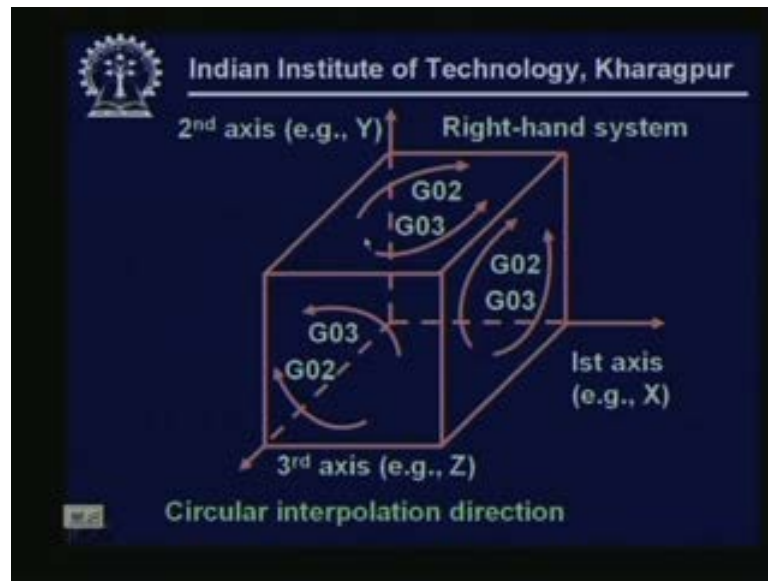 Indian Institute of Technology, Kharagpur
2nd axis (e.g., Y)
Right-hand system
G02
G03
G02
G03
G03
G02
Ist axis
(e.g., X)
3rd axis (e.g., Z)
Circular interpolation direction